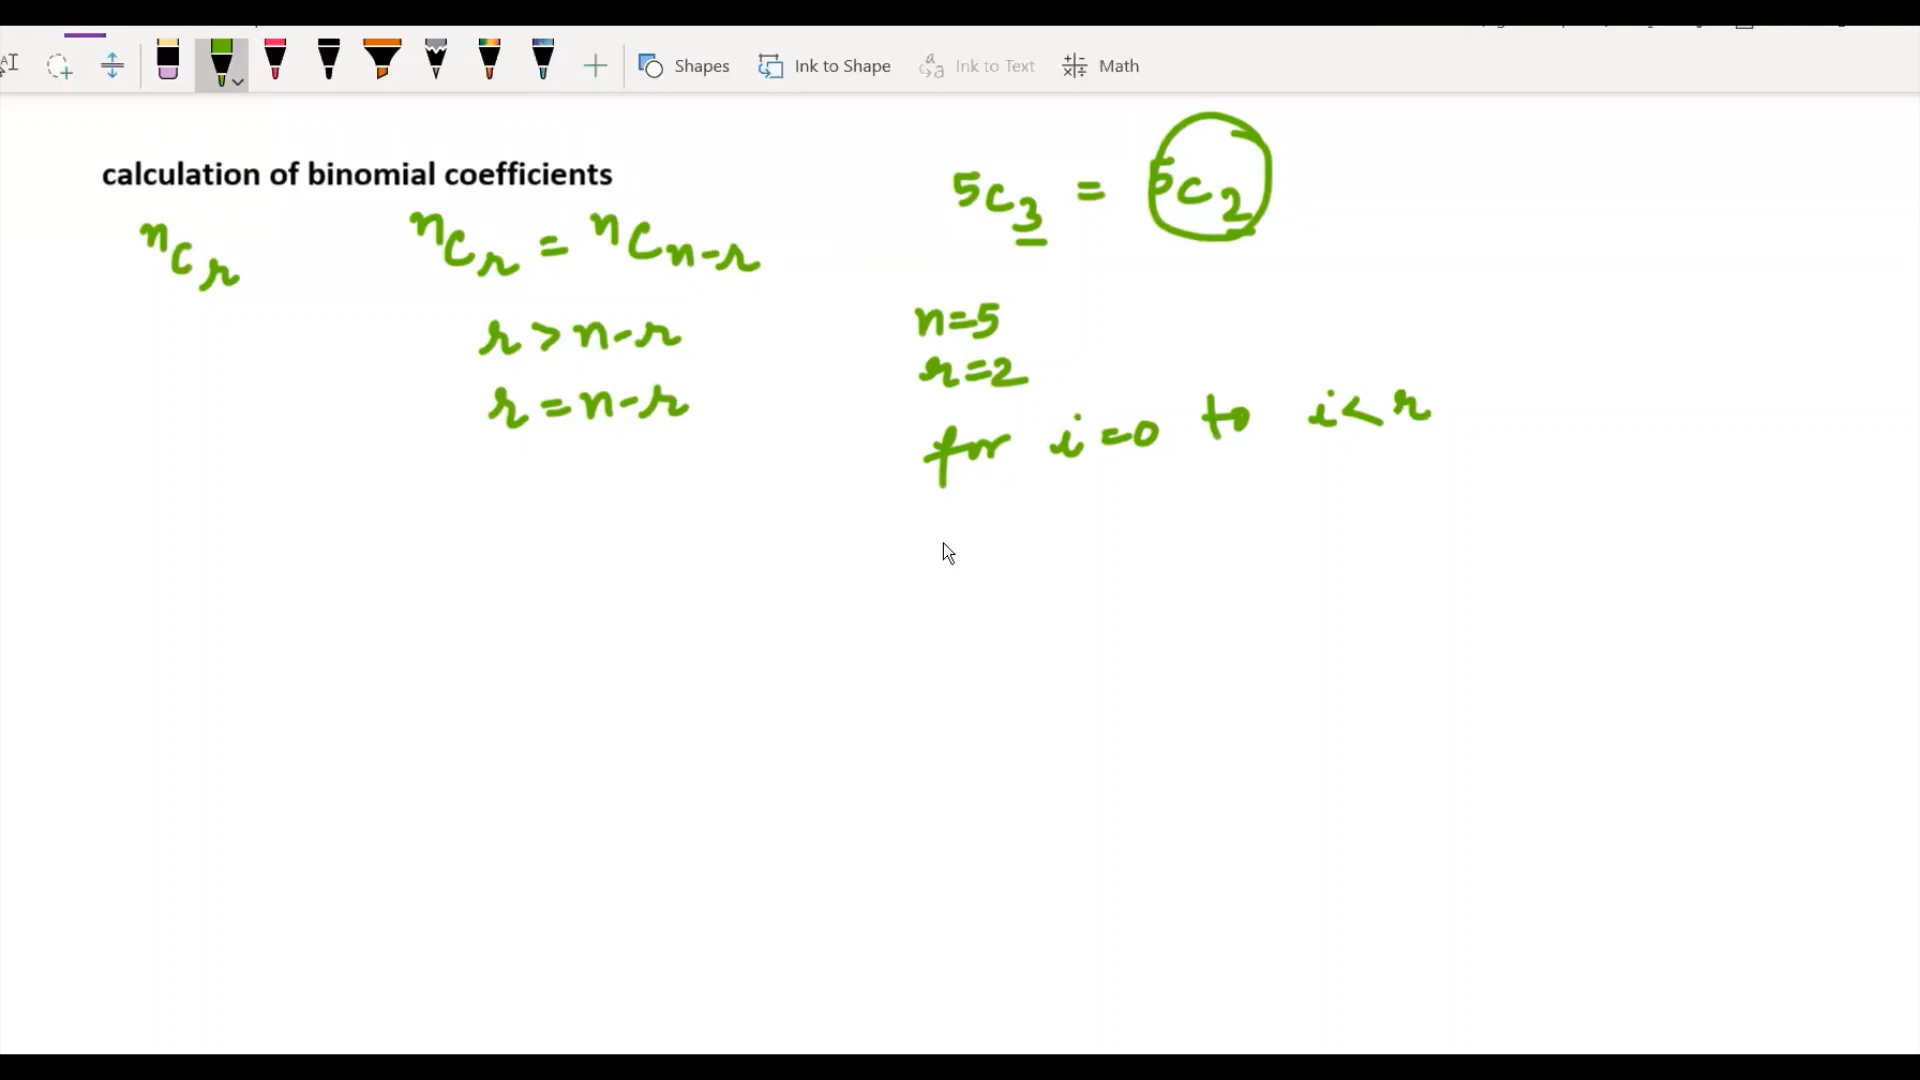 Shapes Ink to Shape Ink to Text Math
calculation of binomial coefficients
nCr
nCr = nCn-r
r > n-r
r = n-r
5C3 = 5C2
n=5
r=2
for i=0 to i<r